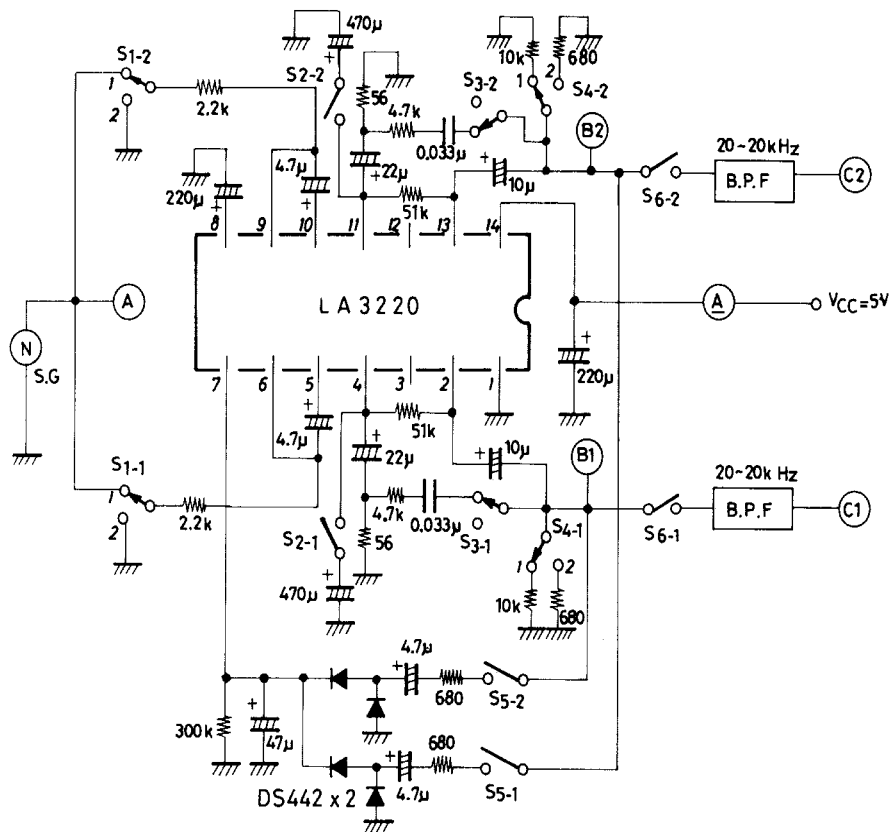 470μ
+
10k
680
S1-2
1
2
2.2k
S2-2
56
4.7k
0.033μ
S3-2
1
2
S4-2
B2
220μ
+
4.7μ
+
22μ
+
51k
+
10μ
S6-2
20~20kHz
B.P.F
C2
8
9
10
11
12
13
14
A
LA3220
A
VCC=5V
N
S.G
+
220μ
7
6
5
4
3
2
1
4.7μ
+
+
22μ
51k
+
10μ
B1
20~20kHz
B.P.F
C1
S1-1
1
2
2.2k
S2-1
56
4.7k
0.033μ
S3-1
S4-1
1
2
S6-1
470μ
+
10k
680
300k
+
47μ
+
4.7μ
680
S5-2
+
4.7μ
680
S5-1
DS442 x 2